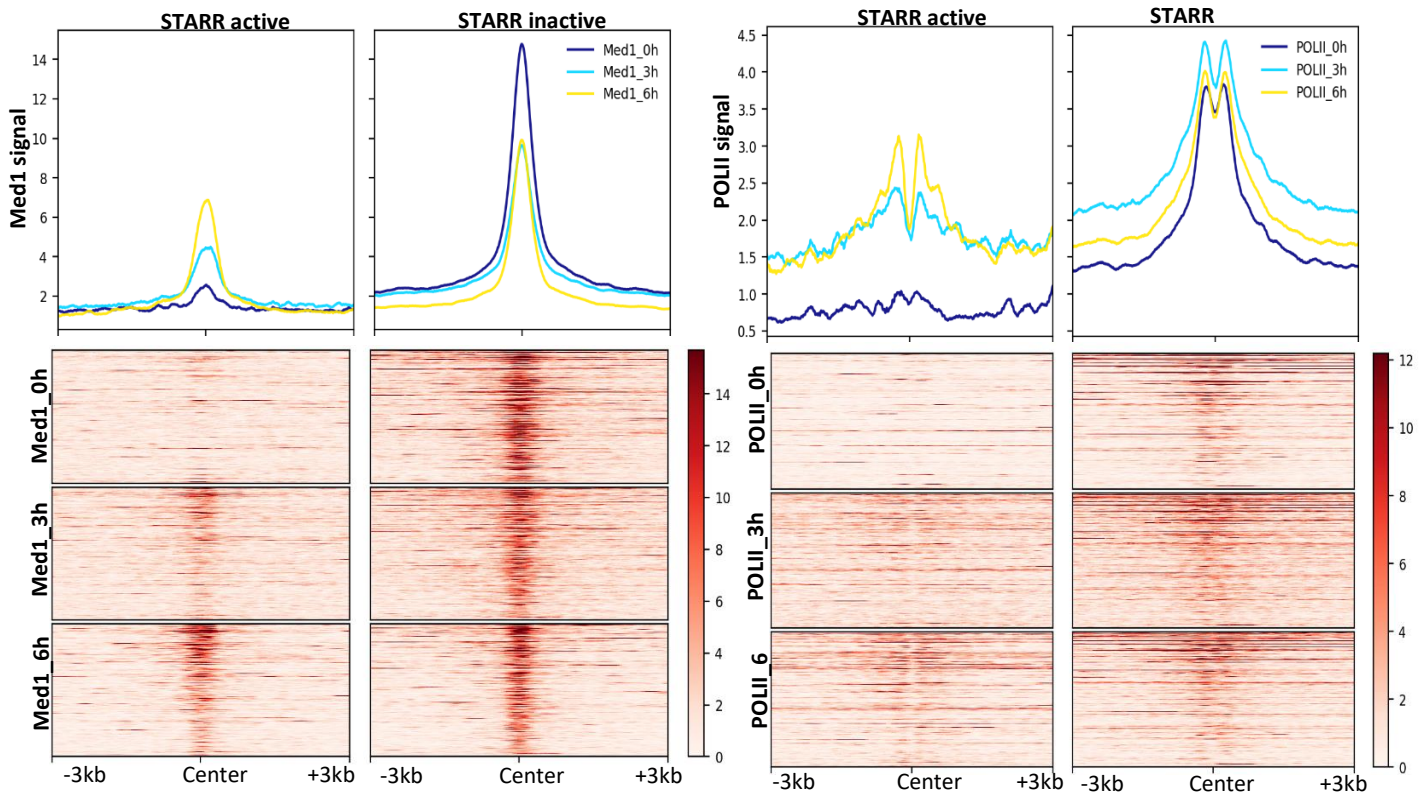 STARR active
STARR inactive
STARR active
STARR
Med1 signal
14
12
10
8
6
4
2
Med1_0h
Med1_3h
Med1_6h
POLII signal
4.5
4.0
3.5
3.0
2.5
2.0
1.5
1.0
0.5
POLII_0h
POLII_3h
POLII_6h
Med1_0h
Med1_3h
Med1_6h
14
12
10
8
6
4
2
0
POLII_0h
POLII_3h
POLII_6
12
10
8
6
4
2
0
-3kb
Center
+3kb
-3kb
Center
+3kb
-3kb
Center
+3kb
-3kb
Center
+3kb